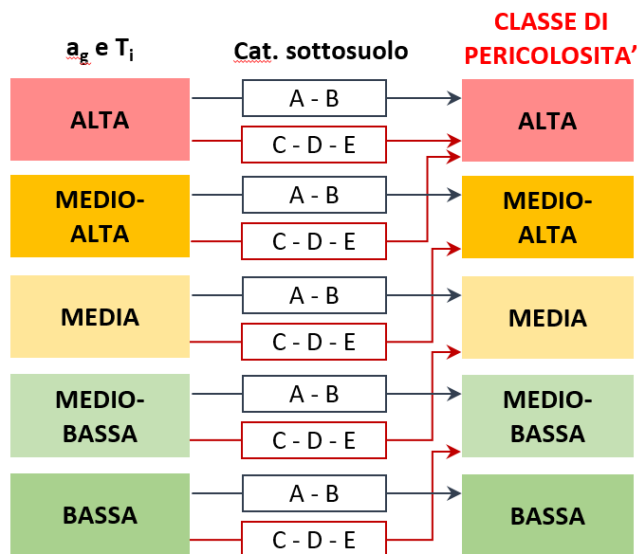 CLASSE DI
PERICOLOSITA'
ag e Ti
Cat. sottosuolo
ALTA
A - B
C - D - E
ALTA
MEDIO-
ALTA
A - B
C - D - E
MEDIO-
ALTA
MEDIA
A - B
C - D - E
MEDIA
MEDIO-
BASSA
A - B
C - D - E
MEDIO-
BASSA
BASSA
A - B
C - D - E
BASSA